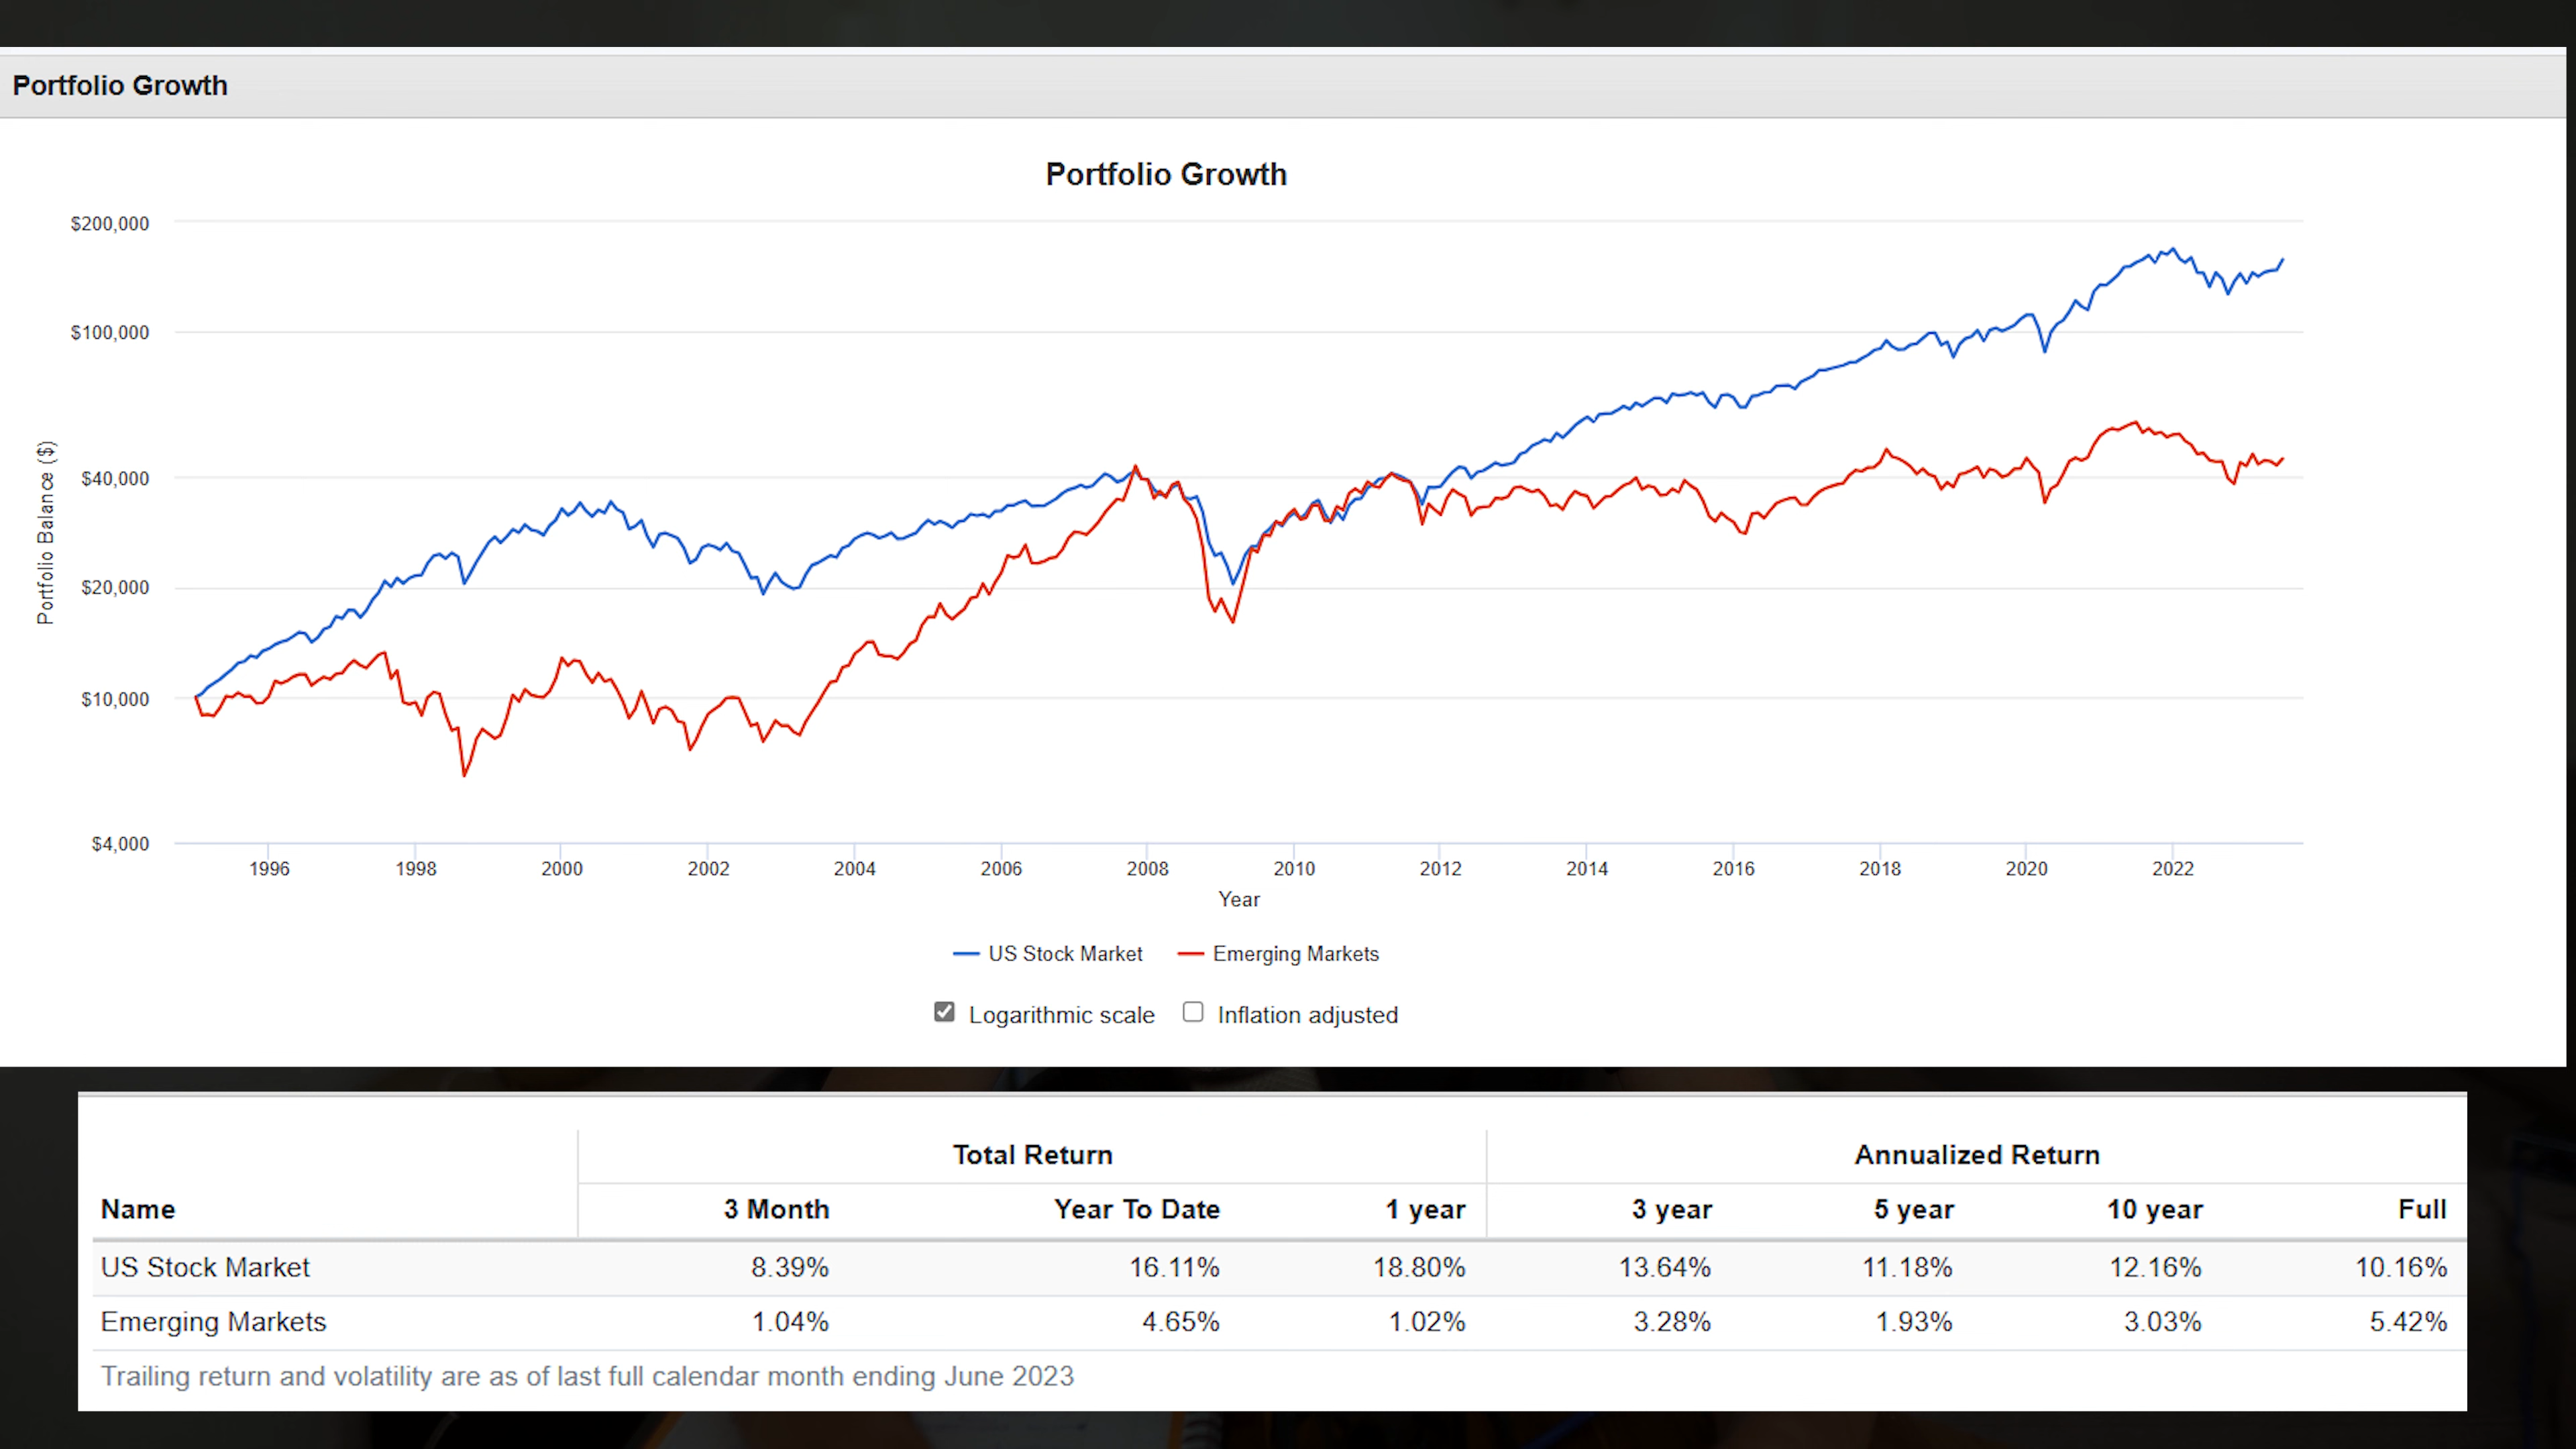 Portfolio Growth
Portfolio Growth
$200,000
$100,000
$40,000
$20,000
$10,000
$4,000
Portfolio Balance ($)
1996 1998 2000 2002 2004 2006 2008 2010 2012 2014 2016 2018 2020 2022
Year
US Stock Market Emerging Markets
Logarithmic scale Inflation adjusted
Total Return Annualized Return
Name 3 Month Year To Date 1 year 3 year 5 year 10 year Full
US Stock Market 8.39% 16.11% 18.80% 13.64% 11.18% 12.16% 10.16%
Emerging Markets 1.04% 4.65% 1.02% 3.28% 1.93% 3.03% 5.42%
Trailing return and volatility are as of last full calendar month ending June 2023